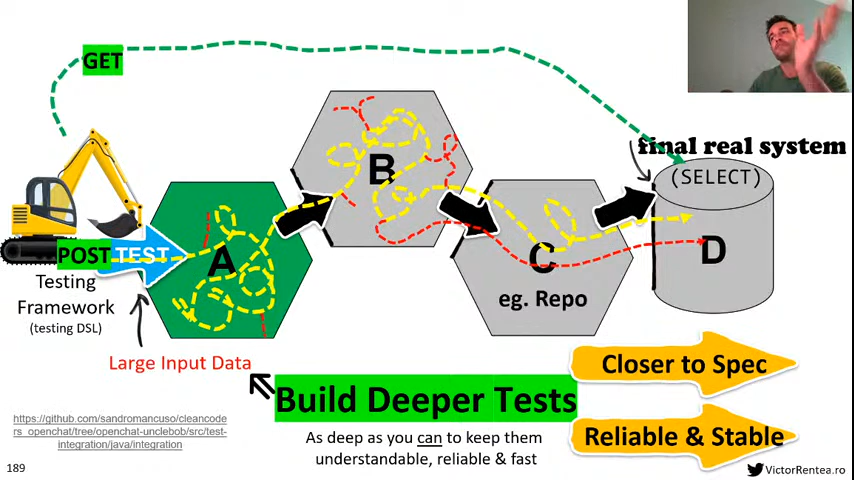 GET
final real system
(SELECT)
B
A
C
D
POST TEST
eg. Repo
Testing
Framework
(testing DSL)
Large Input Data
Closer to Spec
Build Deeper Tests
Reliable & Stable
As deep as you can to keep them
understandable, reliable & fast
https://github.com/sandromancuso/cleancode
rs_openchat/tree/openchat-unclebob/src/test-
integration/java/integration
189
VictorRentea.ro